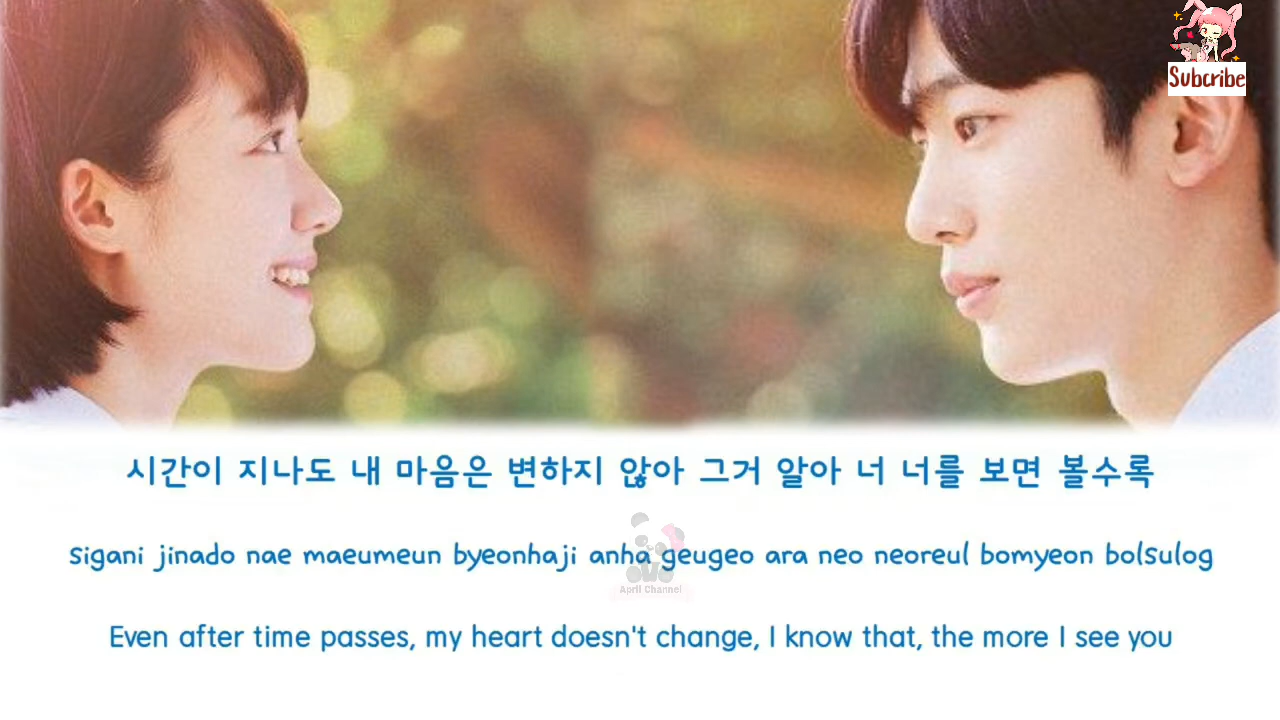 Subcribe
시간이 지나도 내 마음은 변하지 않아 그거 알아 너 너를 보면 볼수록
sigani jinado nae maeumeun byeonhaji anha geugeo ara neo neoreul bomyeon bolsulog
April Channel
Even after time passes, my heart doesn't change, I know that, the more I see you